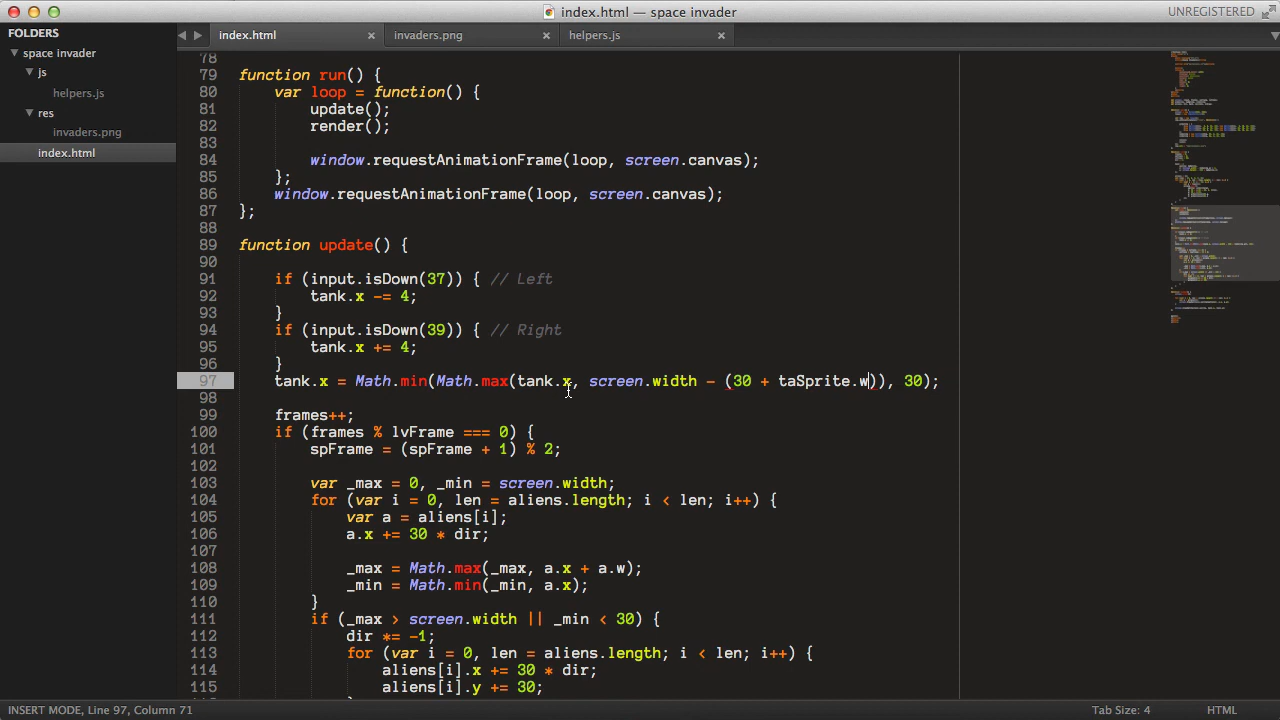 index.html — space invader
UNREGISTERED
FOLDERS
space invader
js
helpers.js
res
invaders.png
index.html
index.html
invaders.png
helpers.js
78
79 function run() {
80 var loop = function() {
81 update();
82 render();
83
84 window.requestAnimationFrame(loop, screen.canvas);
85 };
86 window.requestAnimationFrame(loop, screen.canvas);
87 };
88
89 function update() {
90
91 if (input.isDown(37)) { // Left
92 tank.x -= 4;
93 }
94 if (input.isDown(39)) { // Right
95 tank.x += 4;
96 }
97 tank.x = Math.min(Math.max(tank.x, screen.width - (30 + taSprite.w)), 30);
98
99 frames++;
100 if (frames % lvFrame === 0) {
101 spFrame = (spFrame + 1) % 2;
102
103 var _max = 0, _min = screen.width;
104 for (var i = 0, len = aliens.length; i < len; i++) {
105 var a = aliens[i];
106 a.x += 30 * dir;
107
108 _max = Math.max(_max, a.x + a.w);
109 _min = Math.min(_min, a.x);
110 }
111 if (_max > screen.width || _min < 30) {
112 dir *= -1;
113 for (var i = 0, len = aliens.length; i < len; i++) {
114 aliens[i].x += 30 * dir;
115 aliens[i].y += 30;
INSERT MODE, Line 97, Column 71
Tab Size: 4
HTML